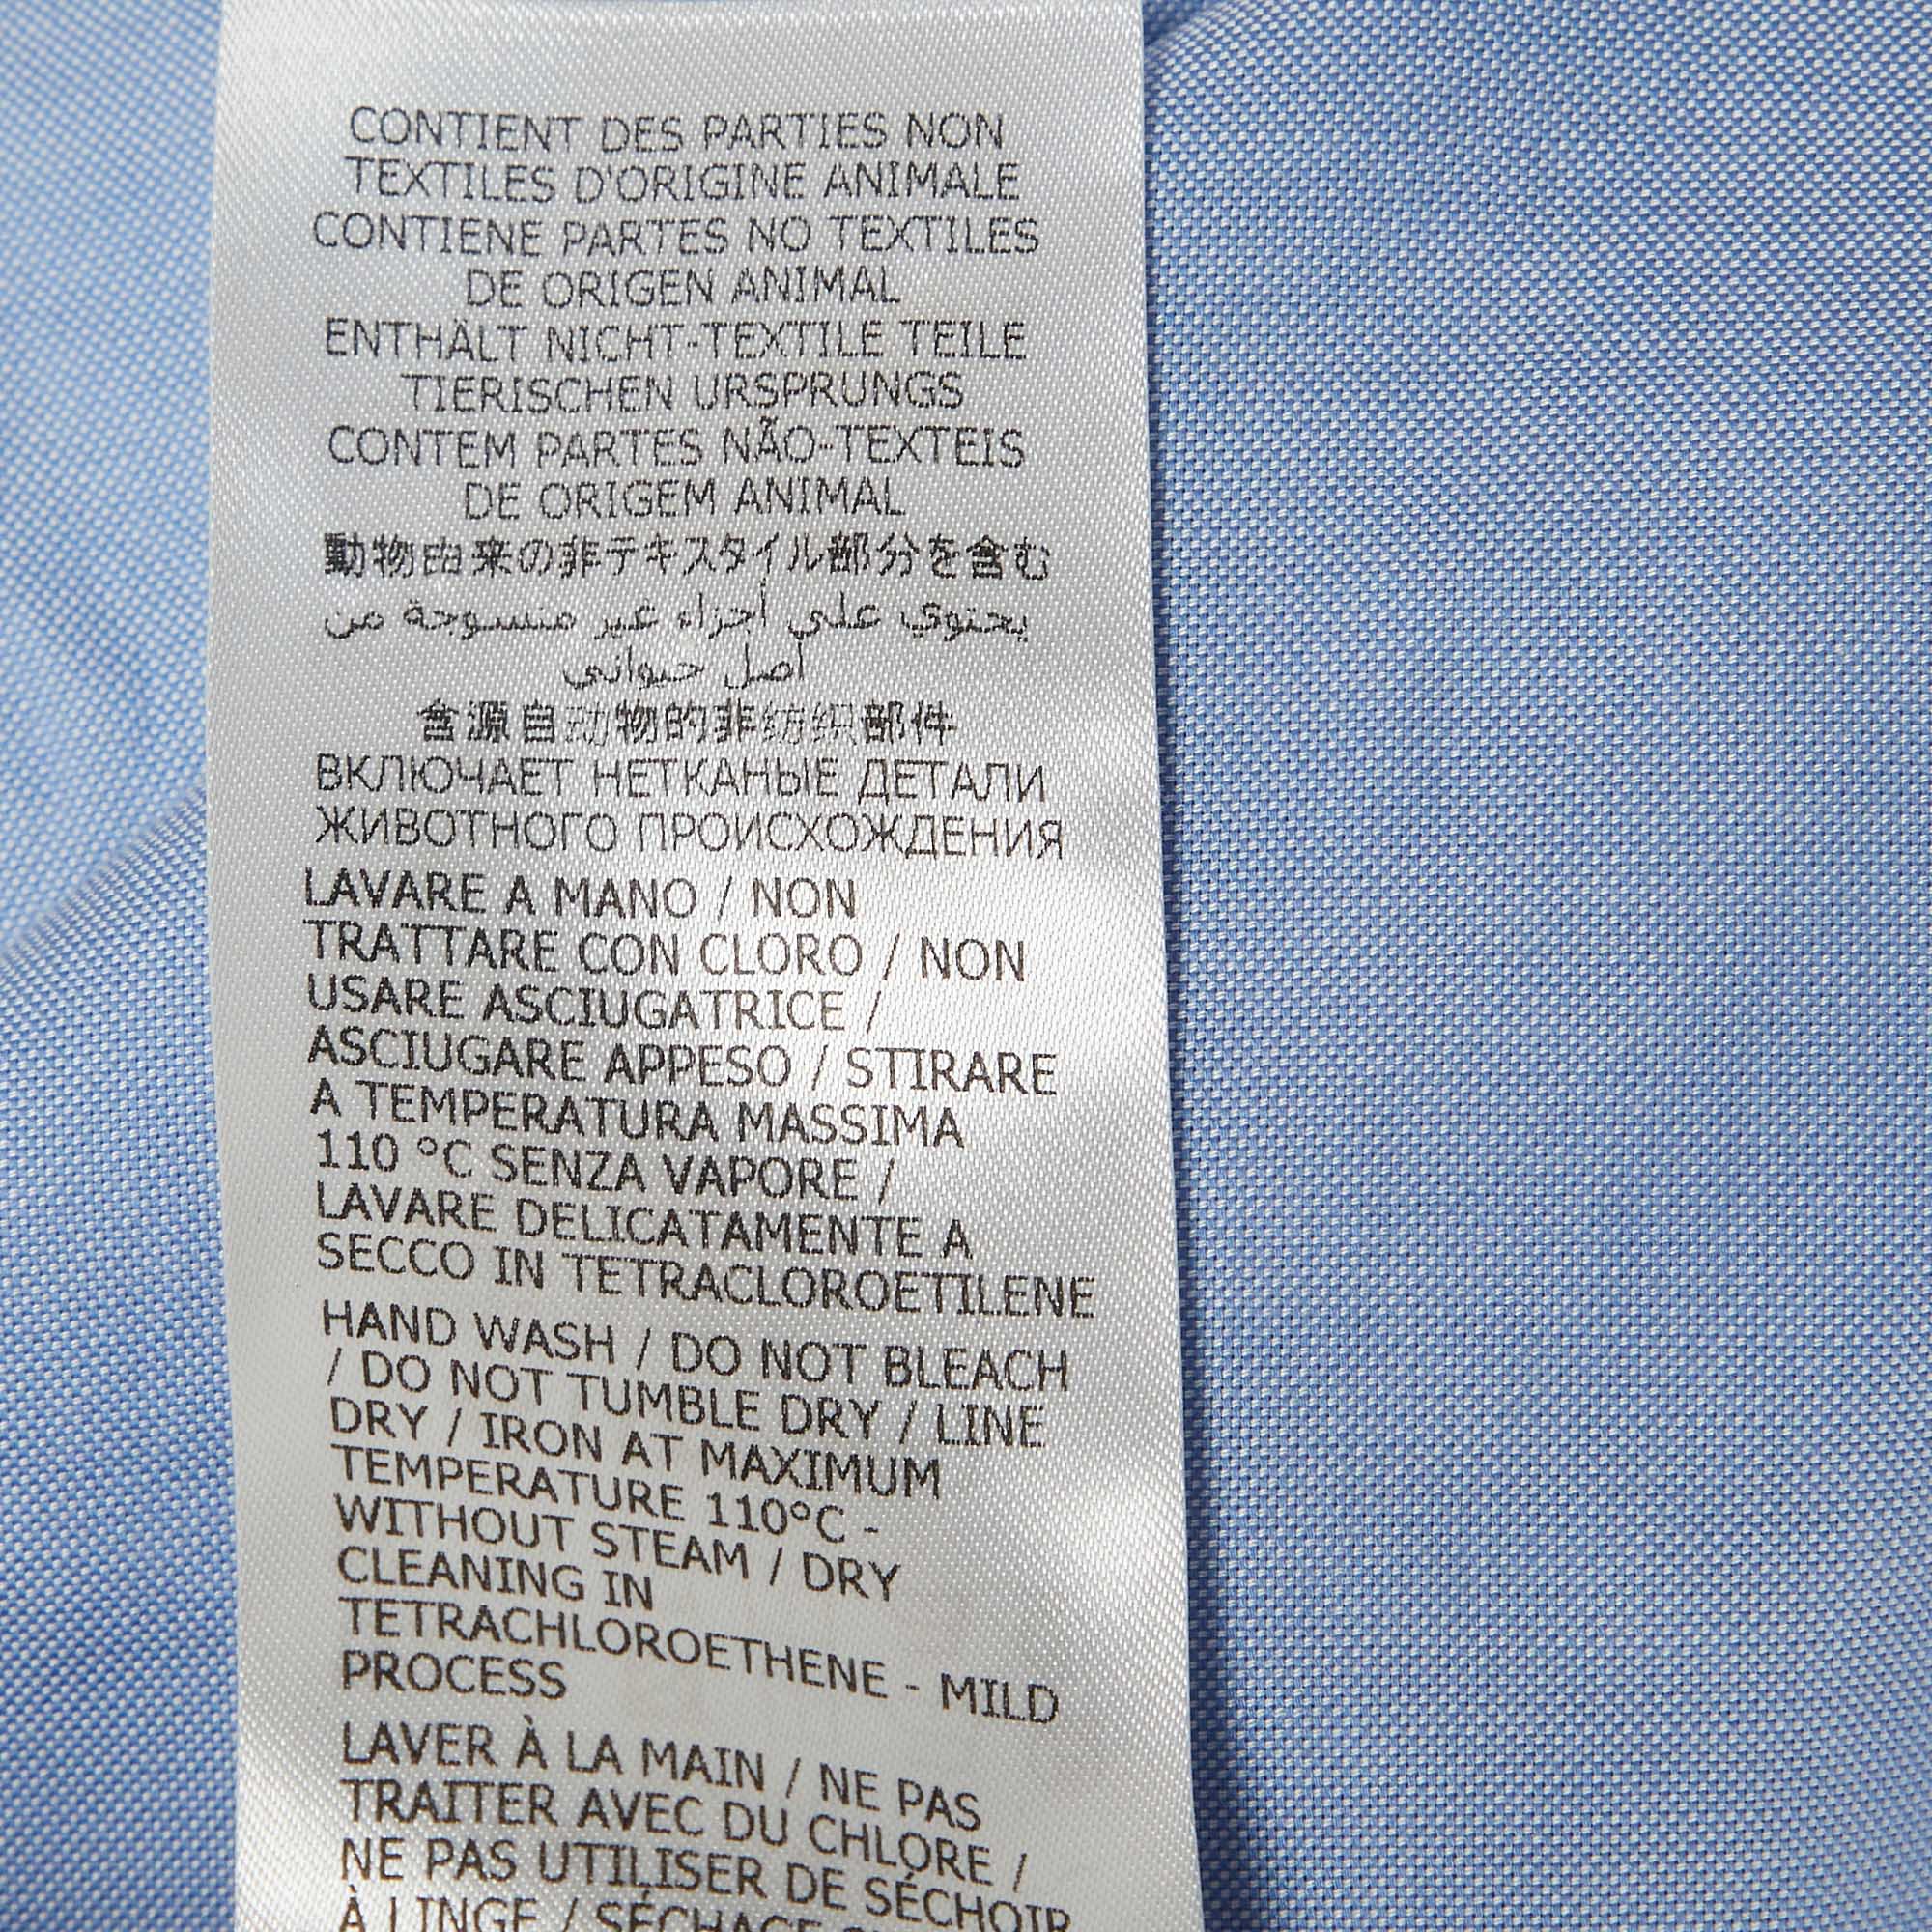 CONTIENT DES PARTIES NON
TEXTILES D'ORIGINE ANIMALE
CONTIENE PARTES NO TEXTILES
DE ORIGEN ANIMAL
ENTHÄLT NICHT-TEXTILE TEILE
TIERISCHEN URSPRUNGS
CONTEM PARTES NÃO-TEXTEIS
DE ORIGEM ANIMAL
動物由来の非テキスタイル部分を含む
يحتوي على أجزاء غير منسوجة من
أصل حيواني
含源自动物的非纺织部件
ВКЛЮЧАЕТ НЕТКАНЫЕ ДЕТАЛИ
ЖИВОТНОГО ПРОИСХОЖДЕНИЯ
LAVARE A MANO / NON
TRATTARE CON CLORO / NON
USARE ASCIUGATRICE /
ASCIUGARE APPESO / STIRARE
A TEMPERATURA MASSIMA
110 °C SENZA VAPORE /
LAVARE DELICATAMENTE A
SECCO IN TETRACLOROETILENE
HAND WASH / DO NOT BLEACH
/ DO NOT TUMBLE DRY / LINE
DRY / IRON AT MAXIMUM
TEMPERATURE 110°C -
WITHOUT STEAM / DRY
CLEANING IN
TETRACHLOROETHENE - MILD
PROCESS
LAVER À LA MAIN / NE PAS
TRAITER AVEC DU CHLORE /
NE PAS UTILISER DE SÉCHOIR
À LINGE / SÉCHAGE